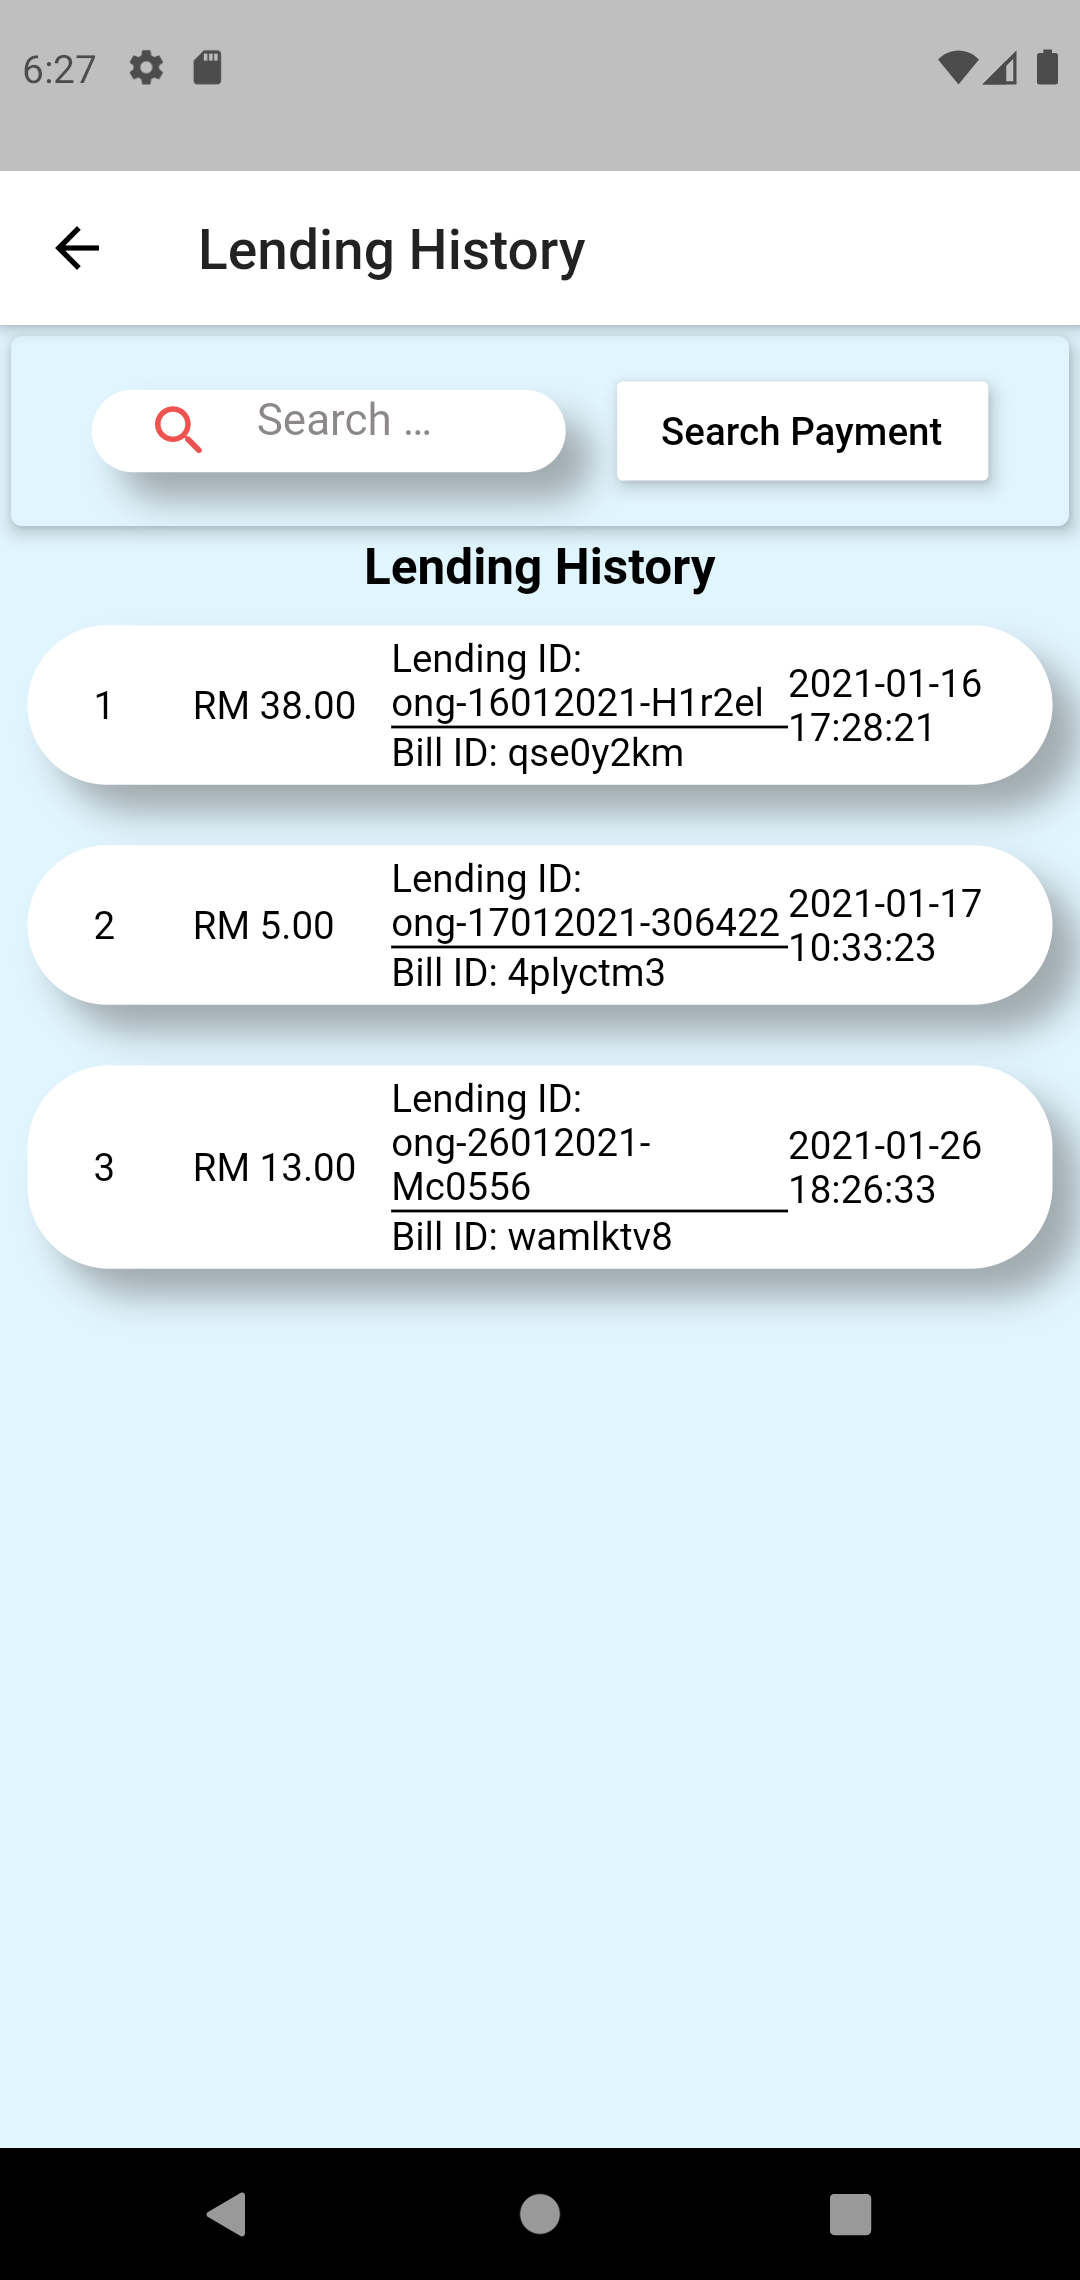 6:27
Lending History
Search ...
Search Payment
Lending History
1
RM 38.00
Lending ID:
ong-16012021-H1r2el
Bill ID: qse0y2km
2021-01-16
17:28:21
2
RM 5.00
Lending ID:
ong-17012021-306422
Bill ID: 4plyctm3
2021-01-17
10:33:23
3
RM 13.00
Lending ID:
ong-26012021-
Mc0556
Bill ID: wamlktv8
2021-01-26
18:26:33